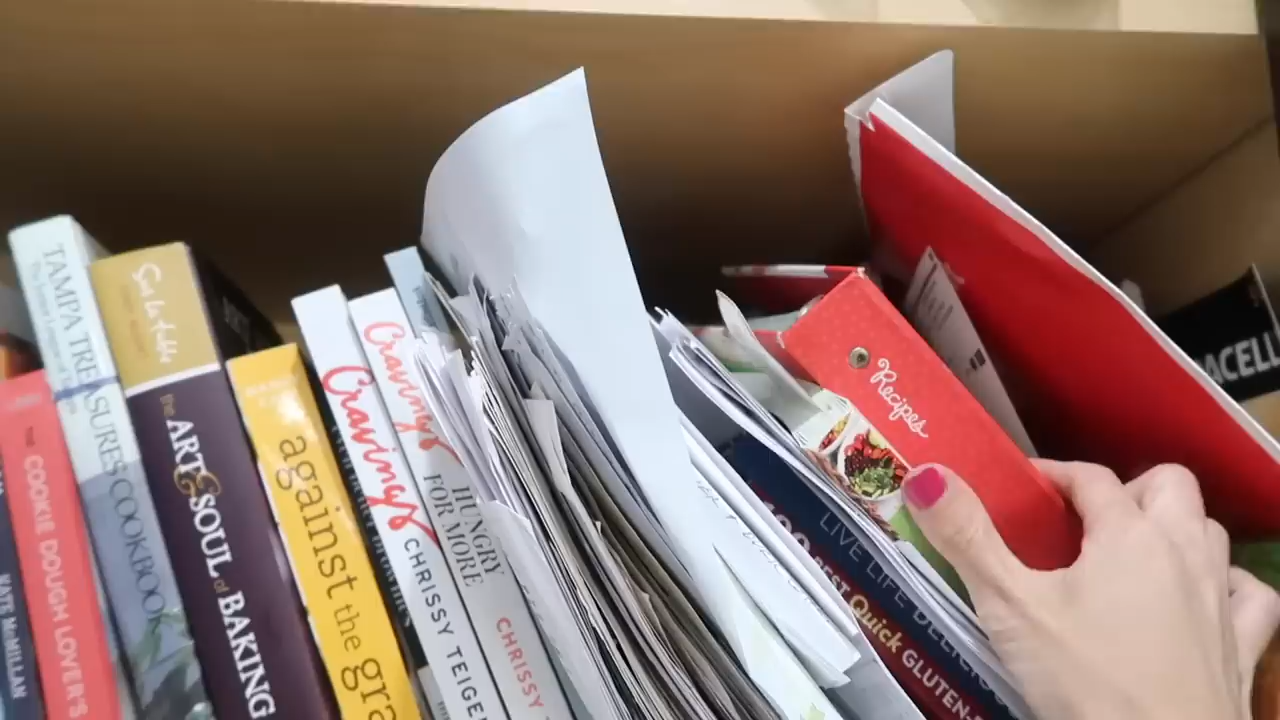 KATE McMILLAN
THE COOKIE DOUGH LOVER'S
TAMPA TREASURES COOKBOOK
Sur la table
the ART & SOUL of BAKING
against the gra
Cravings
CHRISSY TEIGEN
Cravings
HUNGRY
FOR MORE
CHRISSY T
LIVE LIFE DELICIOUS
BEST Quick GLUTEN-F
Recipes
ACELL